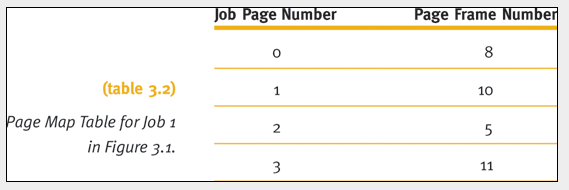 Job Page Number Page Frame Number
0 8
(table 3.2)
1 10
Page Map Table for Job 1
2 5
in Figure 3.1.
3 11